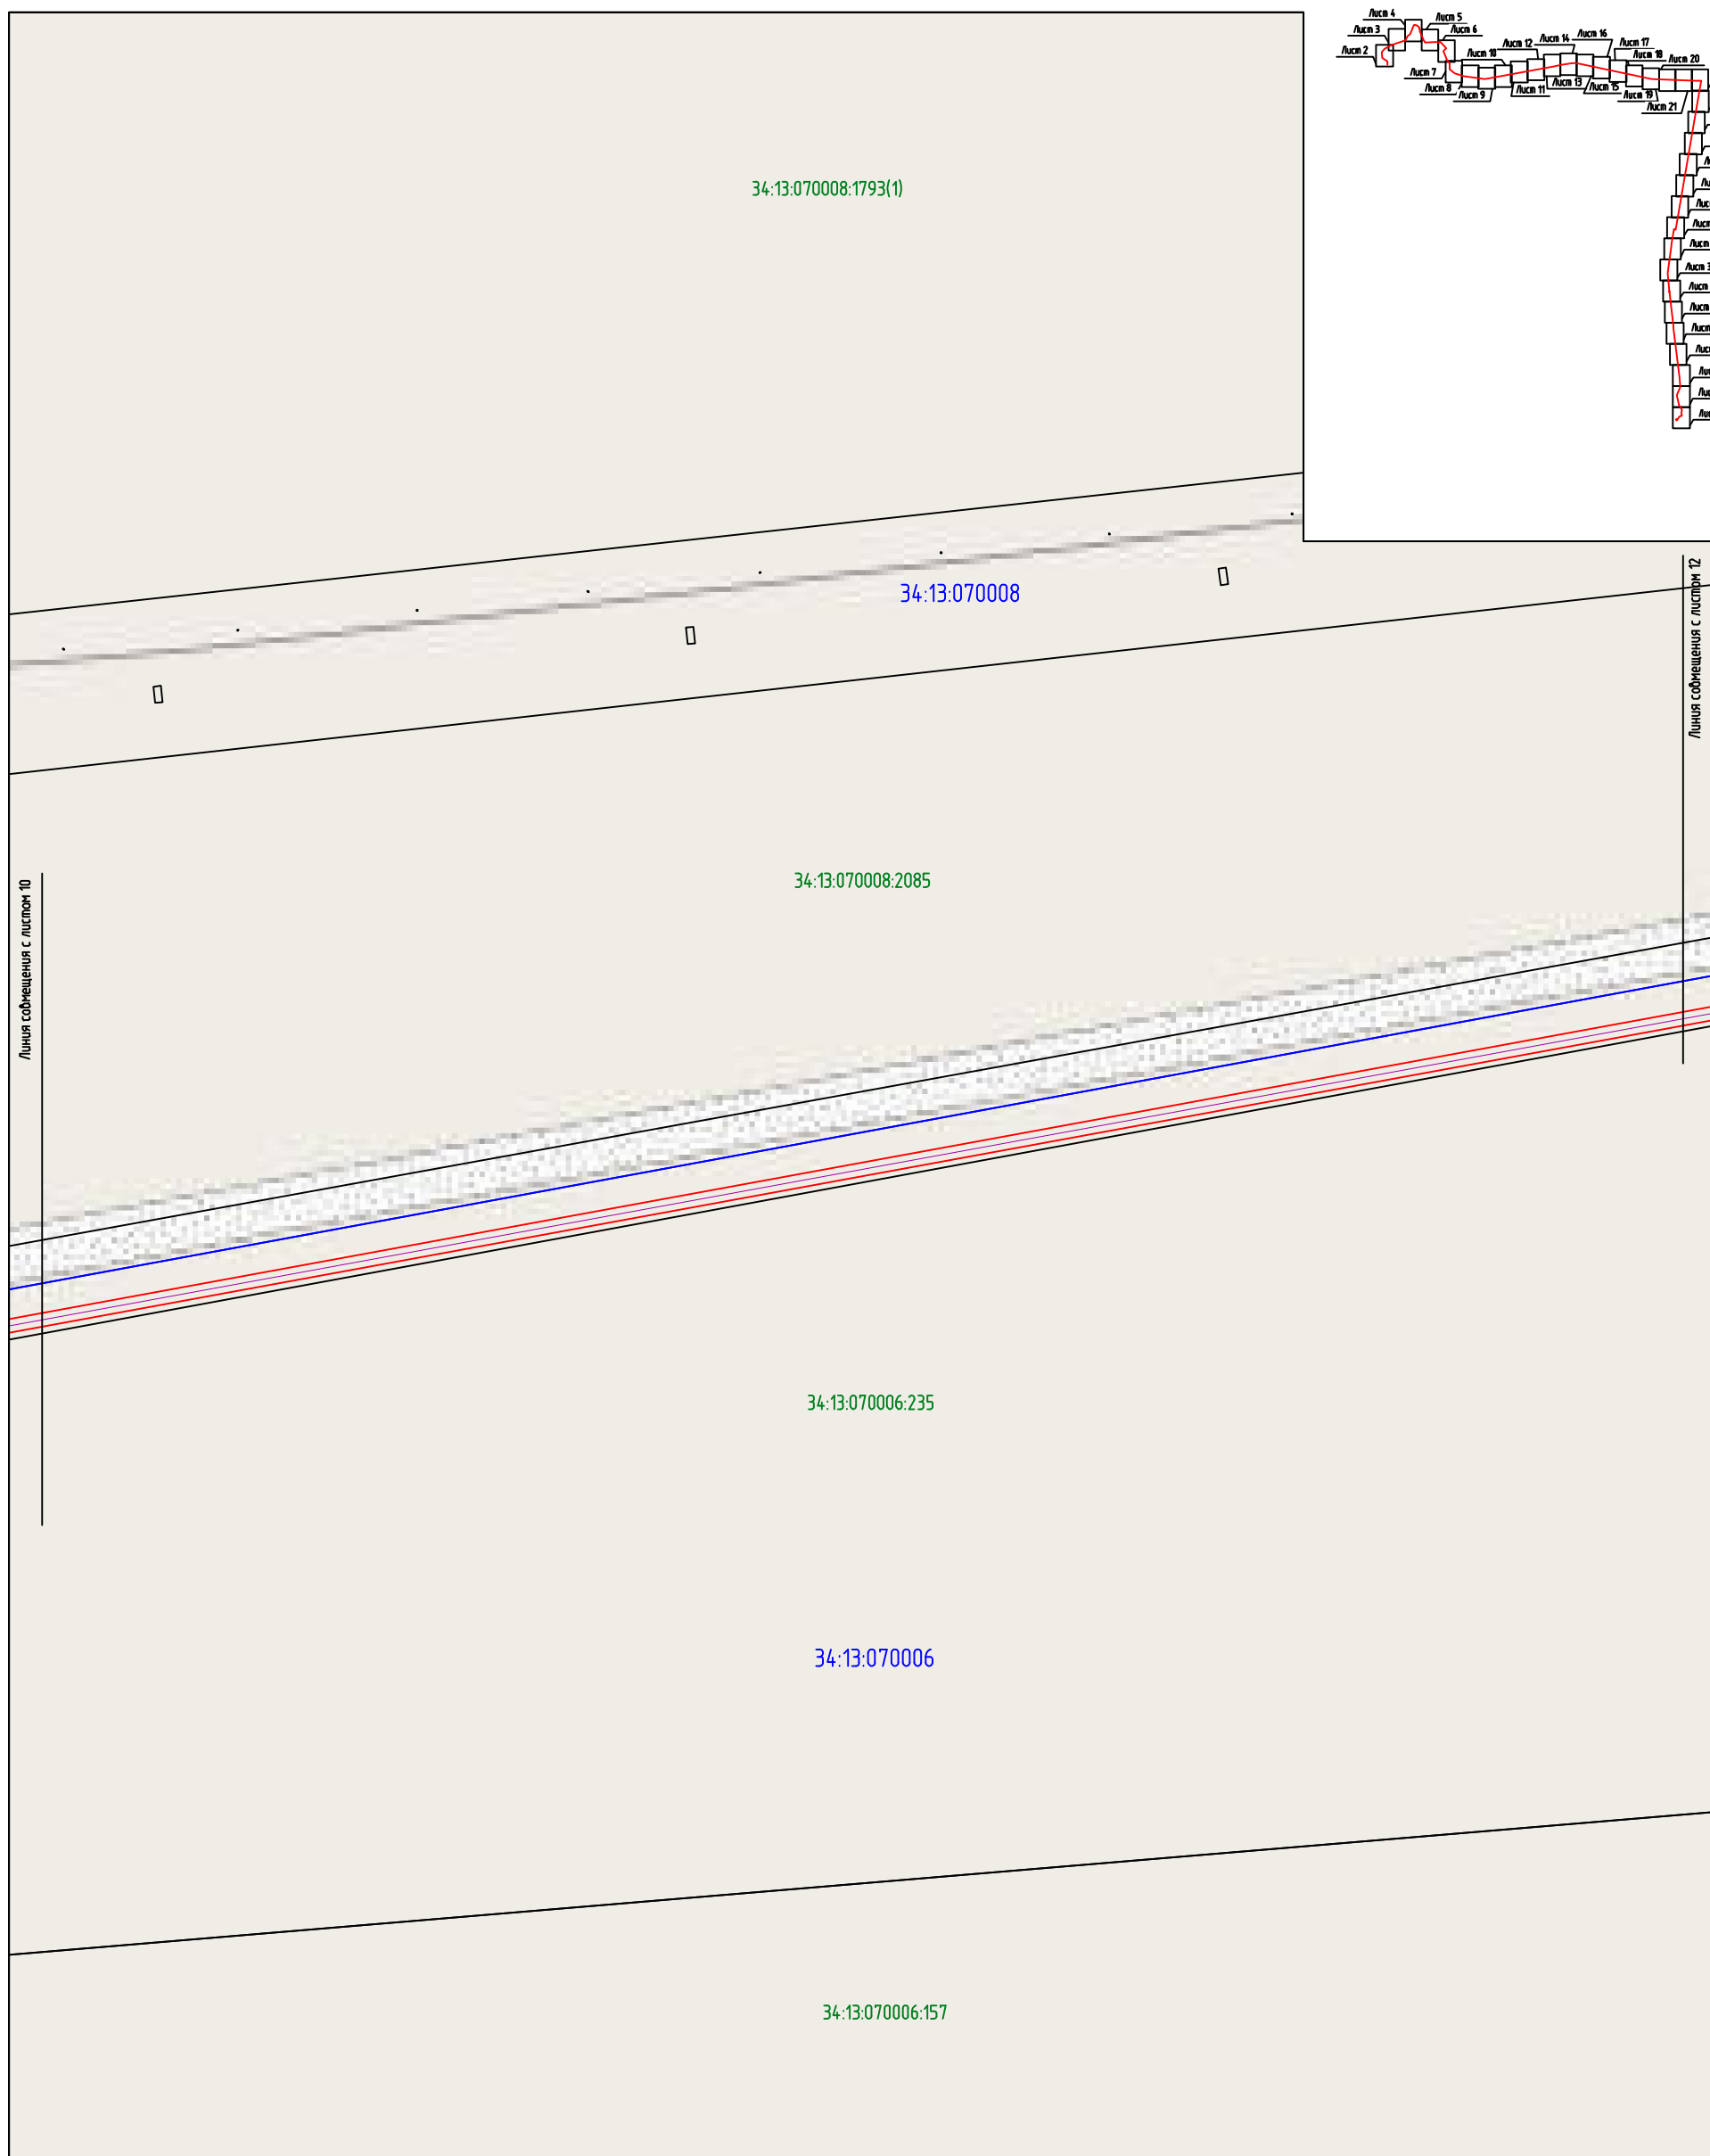 Лист 4
Лист 5
Лист 3
Лист 6
Лист 2
Лист 7
Лист 8
Лист 9
Лист 10
Лист 11
Лист 12
Лист 13
Лист 14
Лист 15
Лист 16
Лист 17
Лист 18
Лист 19
Лист 20
Лист 21
34:13:070008:1793(1)
34:13:070008
Линия совмещения с листом 12
34:13:070008:2085
Линия совмещения с листом 10
34:13:070006:235
34:13:070006
34:13:070006:157